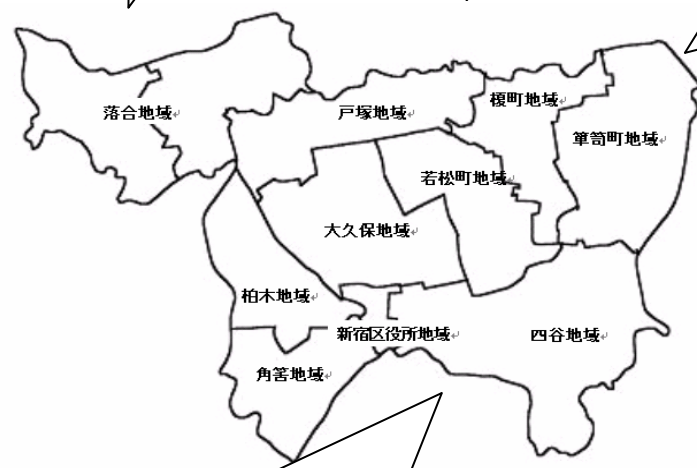 落合地域
戸塚地域
榎町地域
箪笥町地域
若松町地域
大久保地域
柏木地域
新宿区役所地域
四谷地域
角筈地域